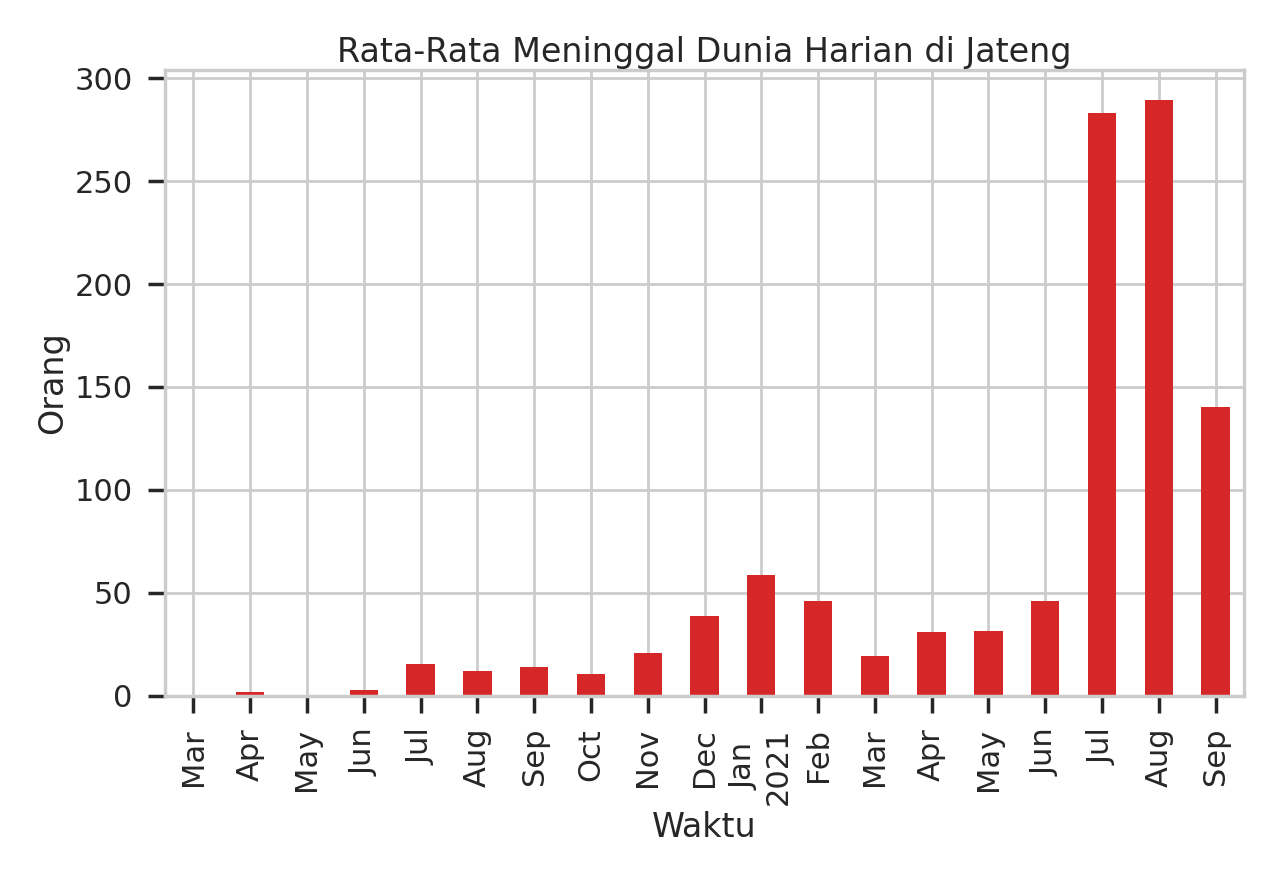 Rata-Rata Meninggal Dunia Harian di Jateng
300
250
200
150
100
50
0
Orang
Mar
Apr
May
Jun
Jul
Aug
Sep
Oct
Nov
Dec
Jan
2021
Feb
Mar
Apr
May
Jun
Jul
Aug
Sep
Waktu